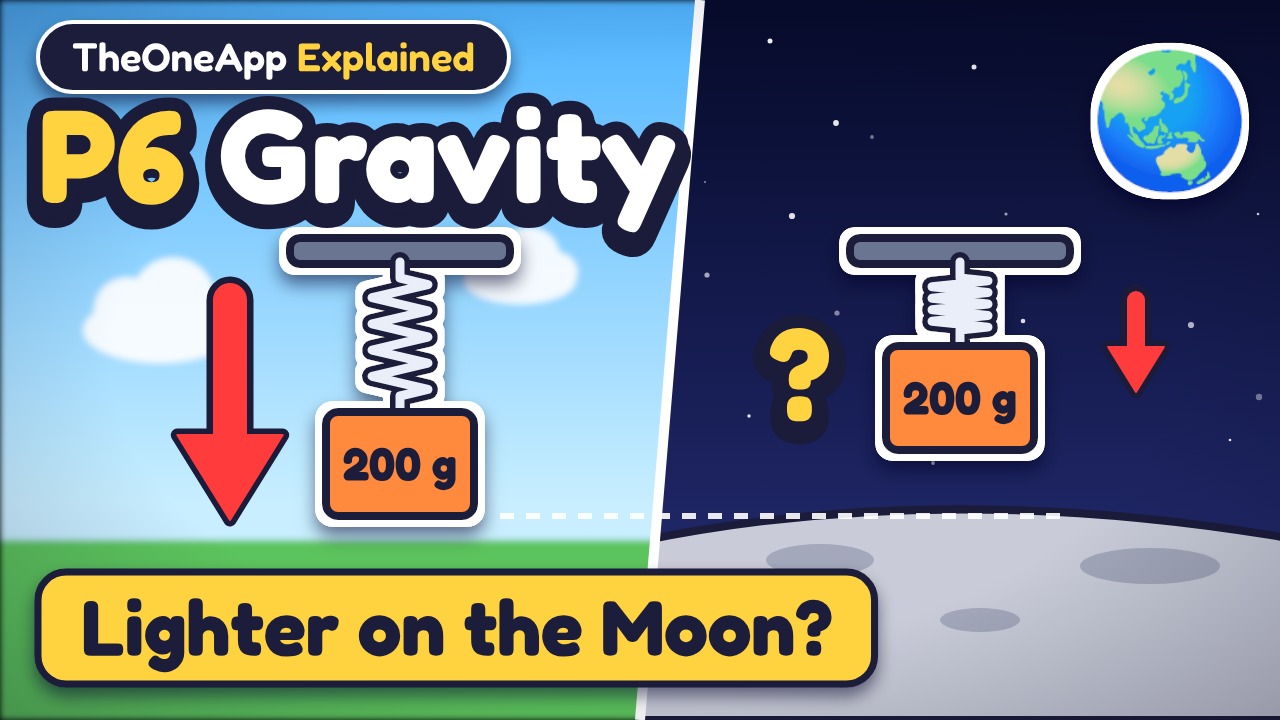 TheOneApp Explained
P6 Gravity
?
200 g
200 g
Lighter on the Moon?